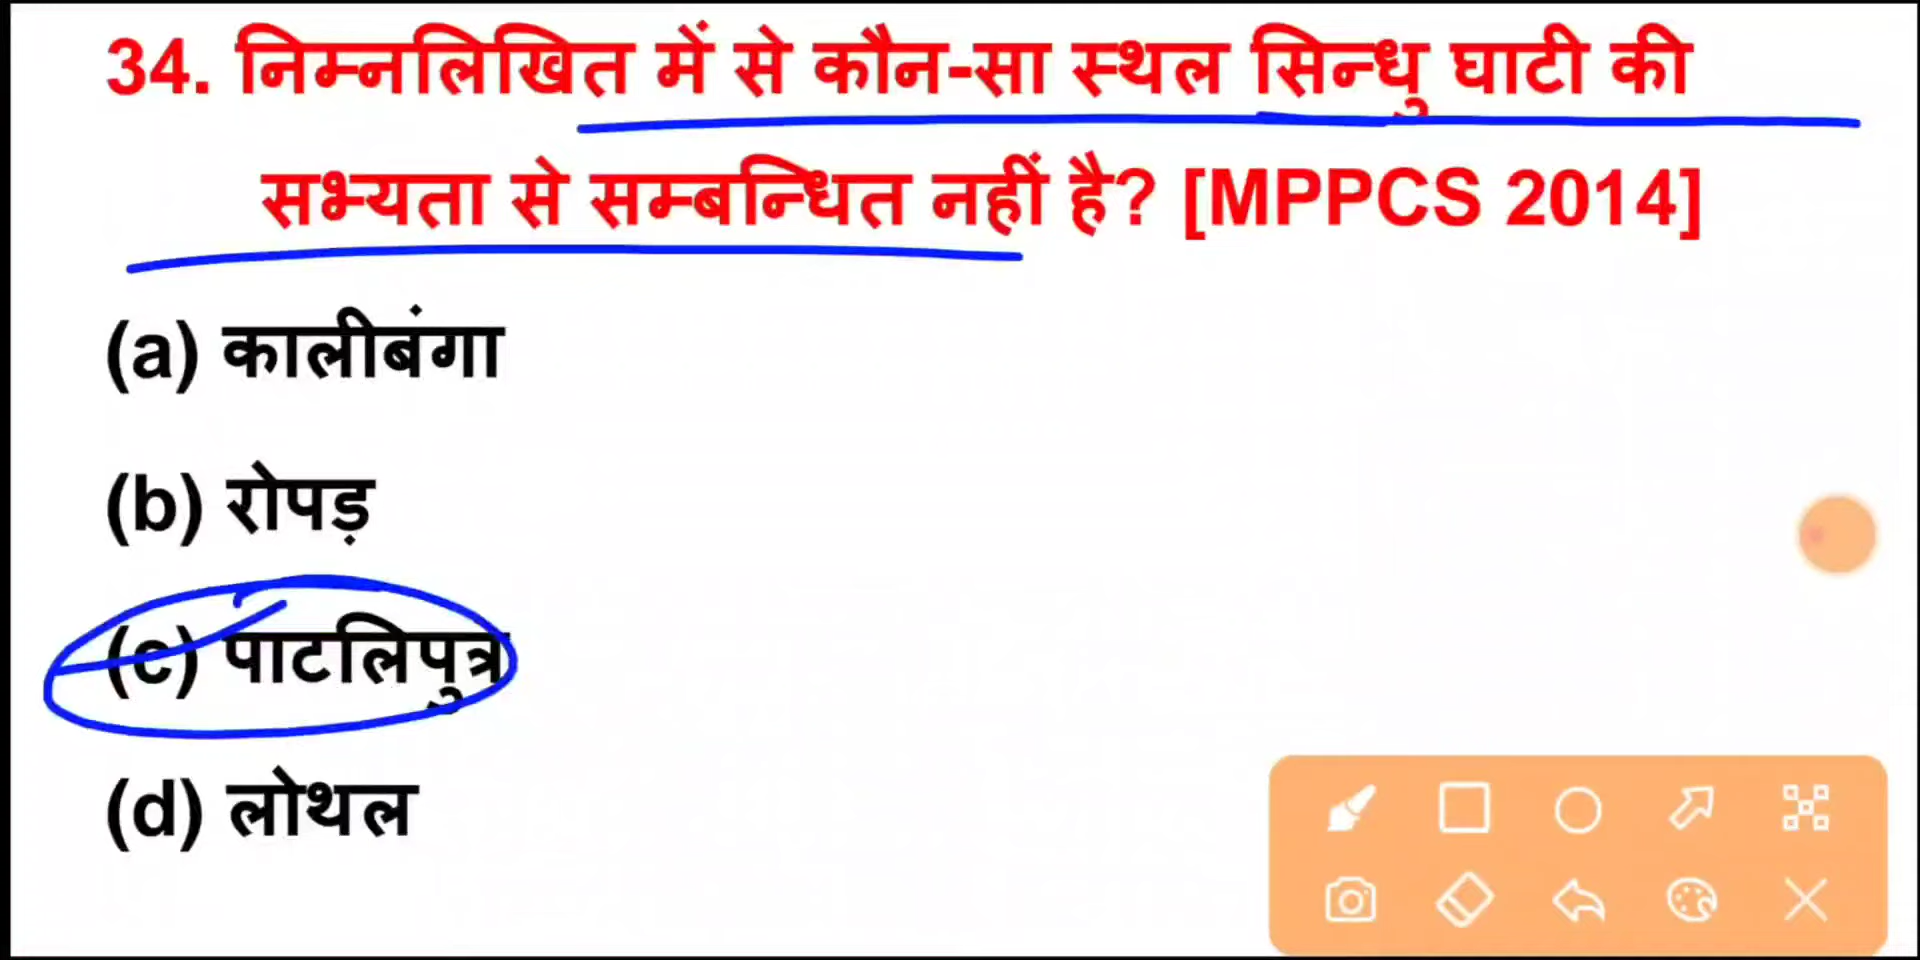 34. निम्नलिखित में से कौन-सा स्थल सिन्धु घाटी की
सभ्यता से सम्बन्धित नहीं है? [MPPCS 2014]
(a) कालीबंगा
(b) रोपड़
(c) पाटलिपुत्र
(d) लोथल